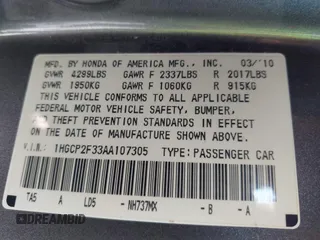 MFD. BY HONDA OF AMERICA MFG., INC. 03/10
GVWR 4299LBS GAWR F 2337LBS R 2017LBS
GVWR 1950KG GAWR F 1060KG R 915KG
THIS VEHICLE CONFORMS TO ALL APPLICABLE
FEDERAL MOTOR VEHICLE SAFETY, BUMPER,
AND THEFT PREVENTION STANDARDS IN EFFECT
ON THE DATE OF MANUFACTURE SHOWN ABOVE.
V.I.N.: 1HGCP2F33AA107305 TYPE: PASSENGER CAR
TA5 A LD5 - NH737MX - B - A
DREAMBID